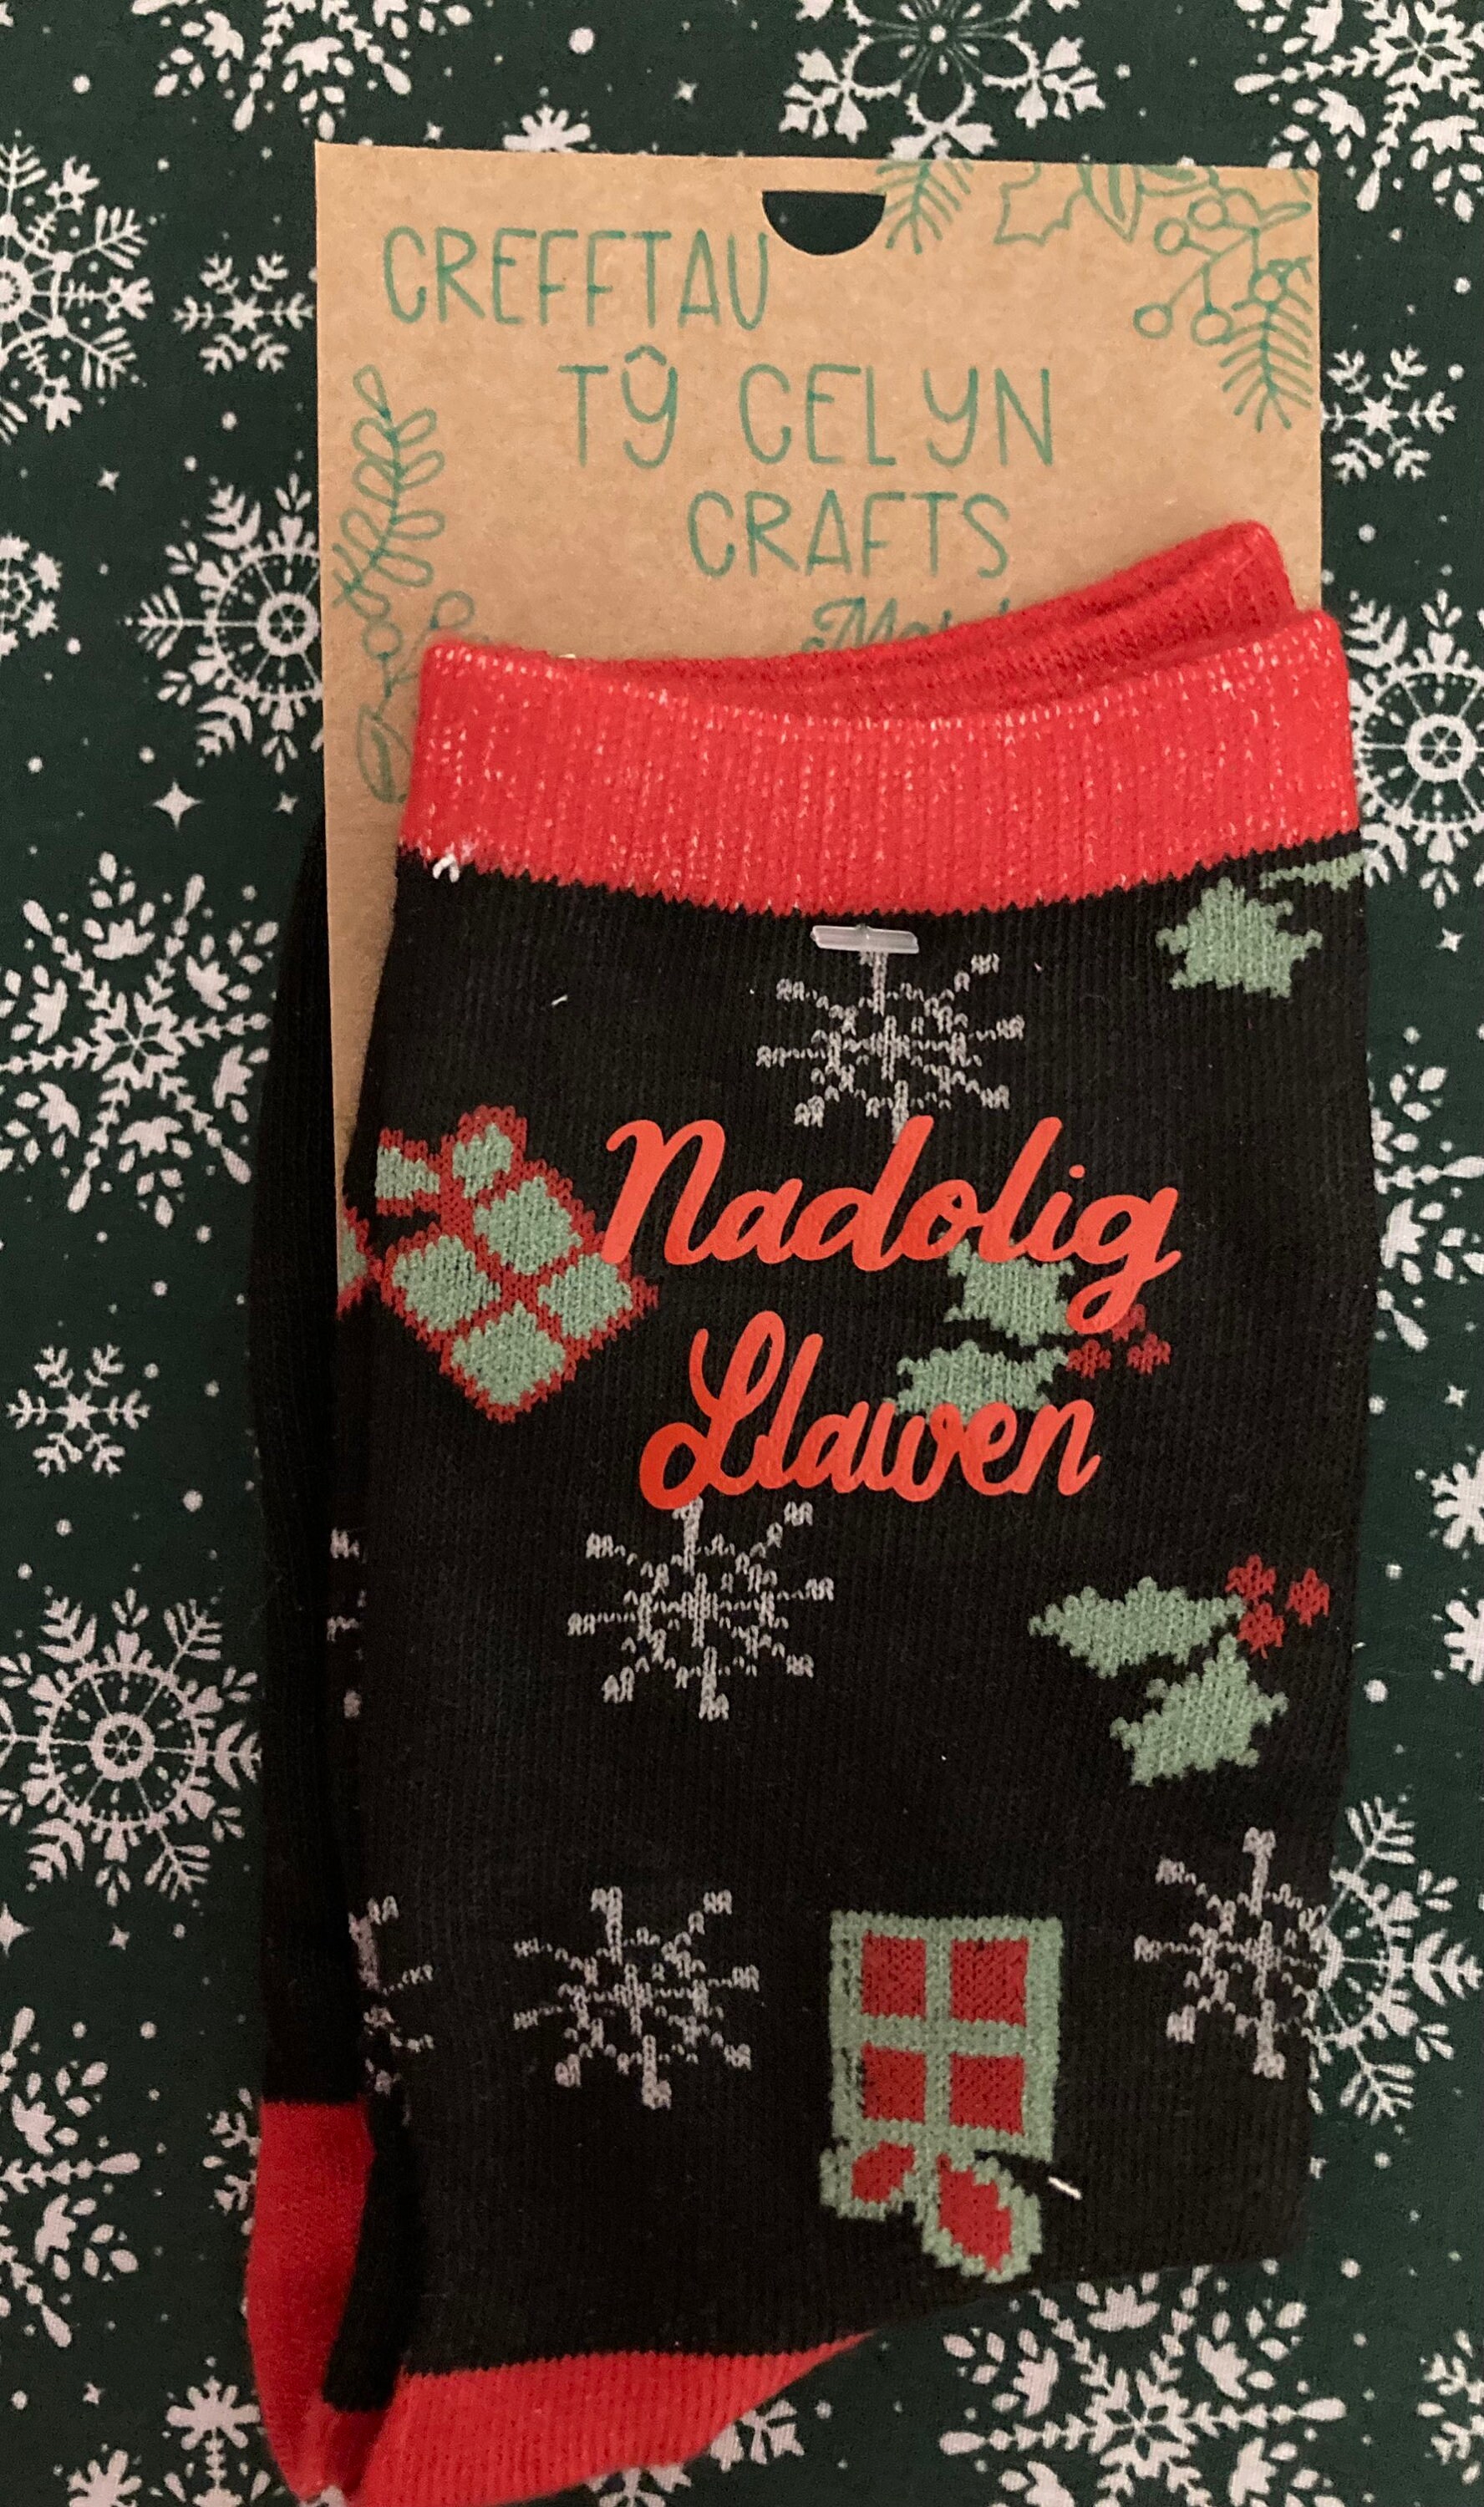 CREFFTAU
TŶ CELYN
CRAFTS
Nadolig
Llawen